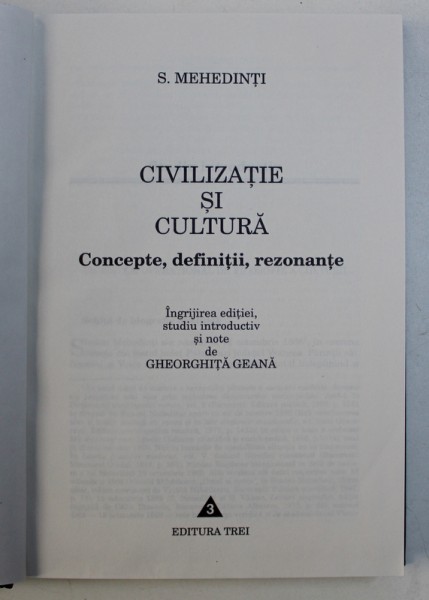 S. MEHEDINȚI
CIVILIZAȚIE
ȘI
CULTURĂ
Concepte, definiții, rezonanțe
Îngrijirea ediției,
studiu introductiv
și note
de
GHEORGHIȚĂ GEANĂ
3
EDITURA TREI